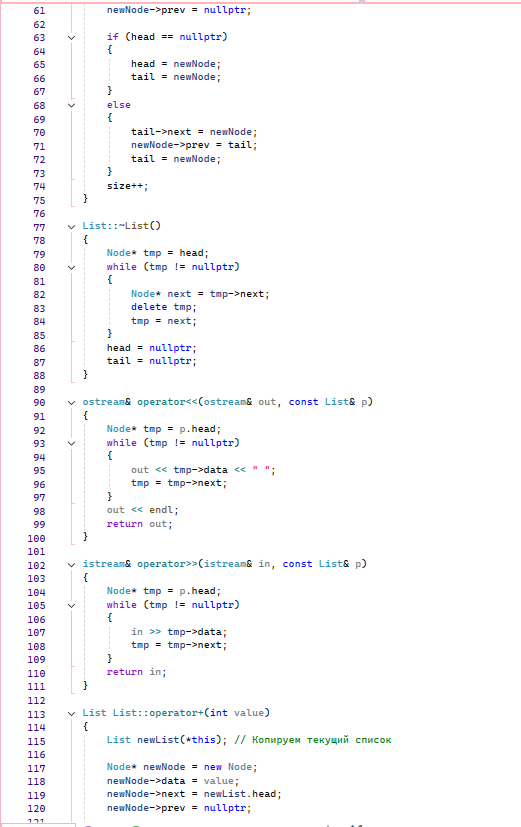 61 newNode->prev = nullptr;
62
63 if (head == nullptr)
64 {
65 head = newNode;
66 tail = newNode;
67 }
68 else
69 {
70 tail->next = newNode;
71 newNode->prev = tail;
72 tail = newNode;
73 }
74 size++;
75 }
76
77 List::~List()
78 {
79 Node* tmp = head;
80 while (tmp != nullptr)
81 {
82 Node* next = tmp->next;
83 delete tmp;
84 tmp = next;
85 }
86 head = nullptr;
87 tail = nullptr;
88 }
89
90 ostream& operator<<(ostream& out, const List& p)
91 {
92 Node* tmp = p.head;
93 while (tmp != nullptr)
94 {
95 out << tmp->data << " ";
96 tmp = tmp->next;
97 }
98 out << endl;
99 return out;
100 }
101
102 istream& operator>>(istream& in, const List& p)
103 {
104 Node* tmp = p.head;
105 while (tmp != nullptr)
106 {
107 in >> tmp->data;
108 tmp = tmp->next;
109 }
110 return in;
111 }
112
113 List List::operator+(int value)
114 {
115 List newList(*this); // Копируем текущий список
116
117 Node* newNode = new Node;
118 newNode->data = value;
119 newNode->next = newList.head;
120 newNode->prev = nullptr;
121